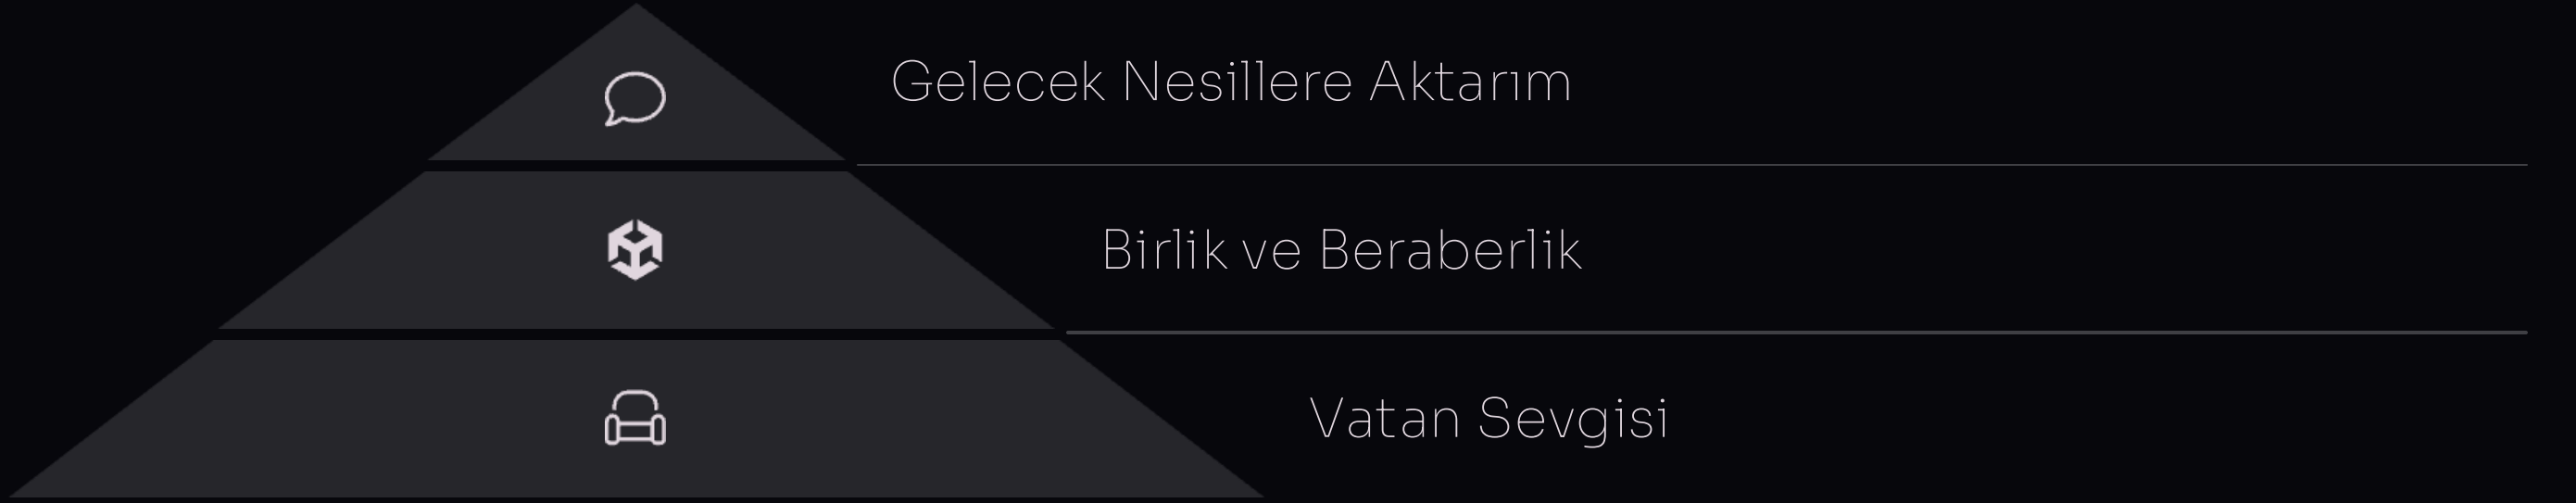 Gelecek Nesillere Aktarım
Birlik ve Beraberlik
Vatan Sevgisi